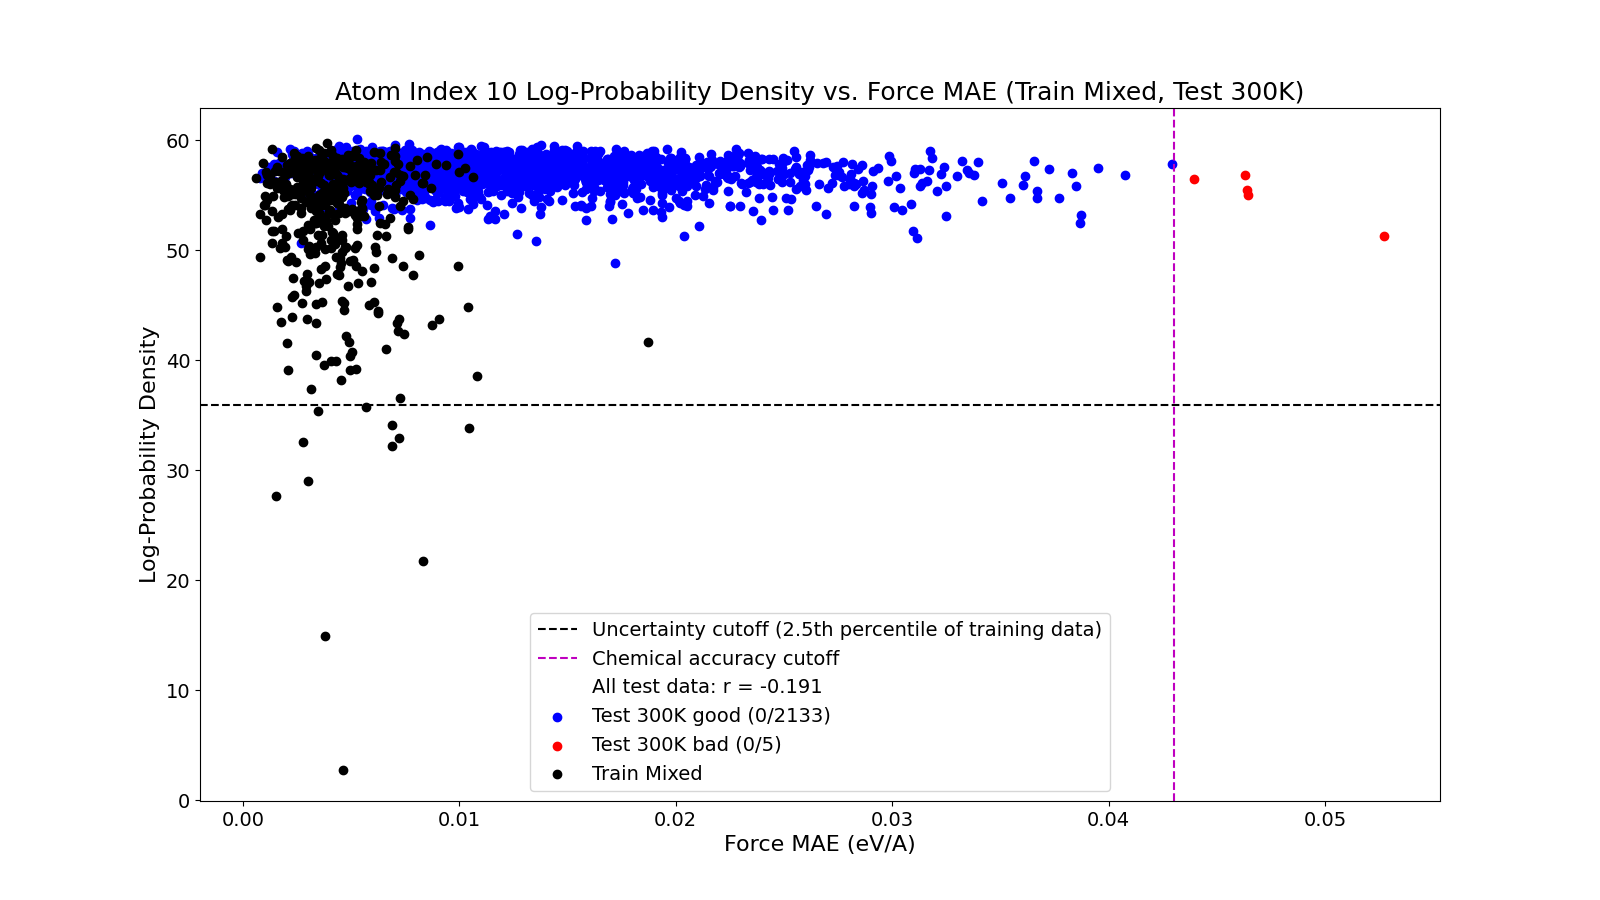 Atom Index 10 Log-Probability Density vs. Force MAE (Train Mixed, Test 300K)
Log-Probability Density
60
50
40
30
20
10
0
Uncertainty cutoff (2.5th percentile of training data)
Chemical accuracy cutoff
All test data: r = -0.191
Test 300K good (0/2133)
Test 300K bad (0/5)
Train Mixed
0.00 0.01 0.02 0.03 0.04 0.05
Force MAE (eV/A)